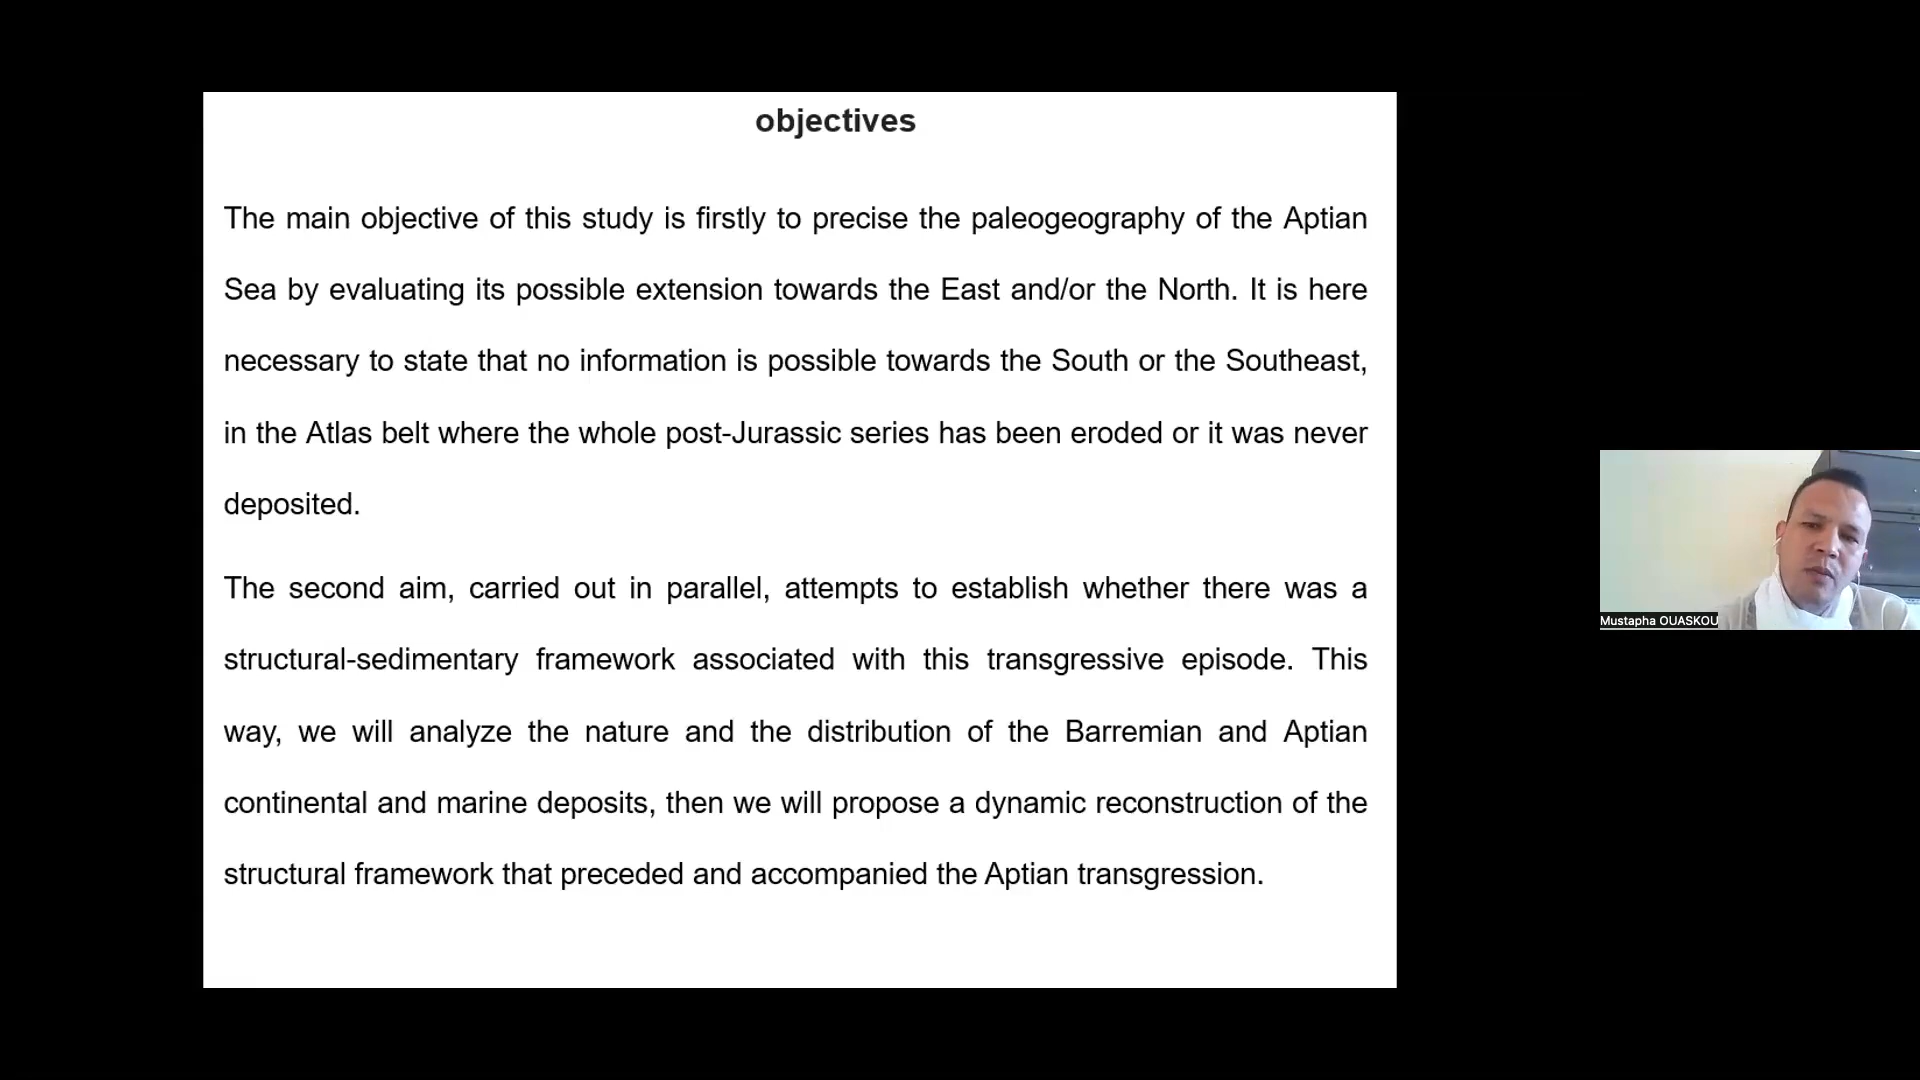 objectives
The main objective of this study is firstly to precise the paleogeography of the Aptian
Sea by evaluating its possible extension towards the East and/or the North. It is here
necessary to state that no information is possible towards the South or the Southeast,
in the Atlas belt where the whole post-Jurassic series has been eroded or it was never
deposited.
The second aim, carried out in parallel, attempts to establish whether there was a
structural-sedimentary framework associated with this transgressive episode. This
way, we will analyze the nature and the distribution of the Barremian and Aptian
continental and marine deposits, then we will propose a dynamic reconstruction of the
structural framework that preceded and accompanied the Aptian transgression.
Mustapha OUASKOU